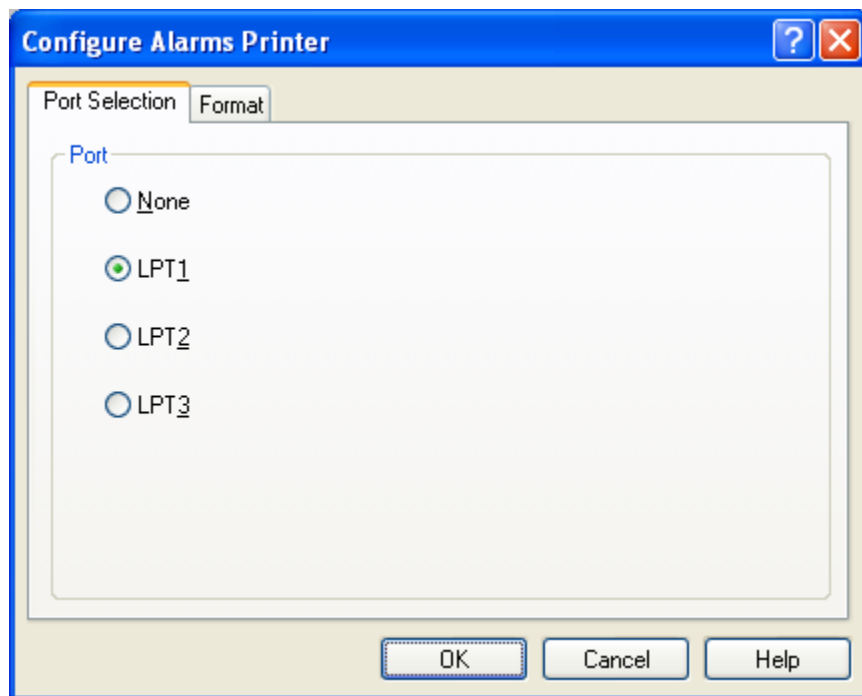 Configure Alarms Printer
Port Selection Format
Port
None
LPT1
LPT2
LPT3
OK Cancel Help